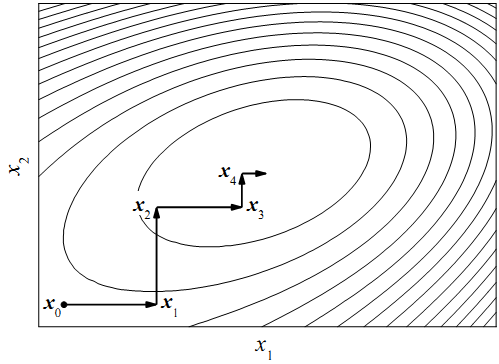 x₂
x₄
x₂ x₃
x₀ x₁
x₁